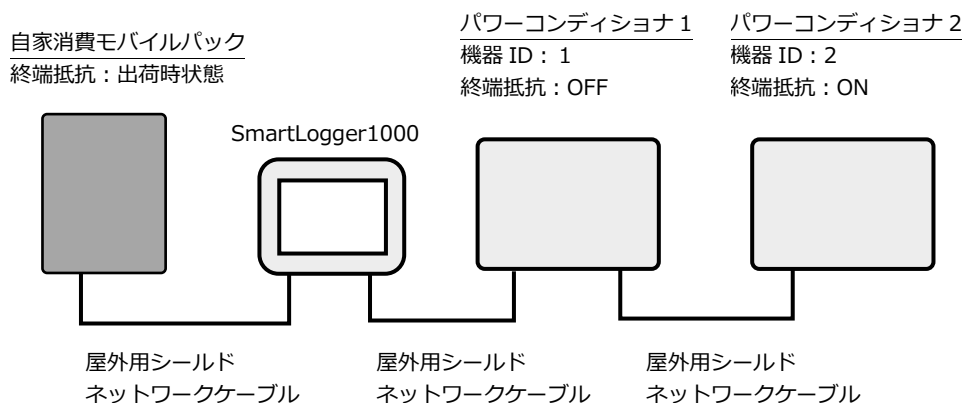 自家消費モバイルパック
終端抵抗：出荷時状態
SmartLogger1000
パワーコンディショナ 1
機器 ID： 1
終端抵抗：OFF
パワーコンディショナ 2
機器 ID：2
終端抵抗：ON
屋外用シールド
ネットワークケーブル
屋外用シールド
ネットワークケーブル
屋外用シールド
ネットワークケーブル